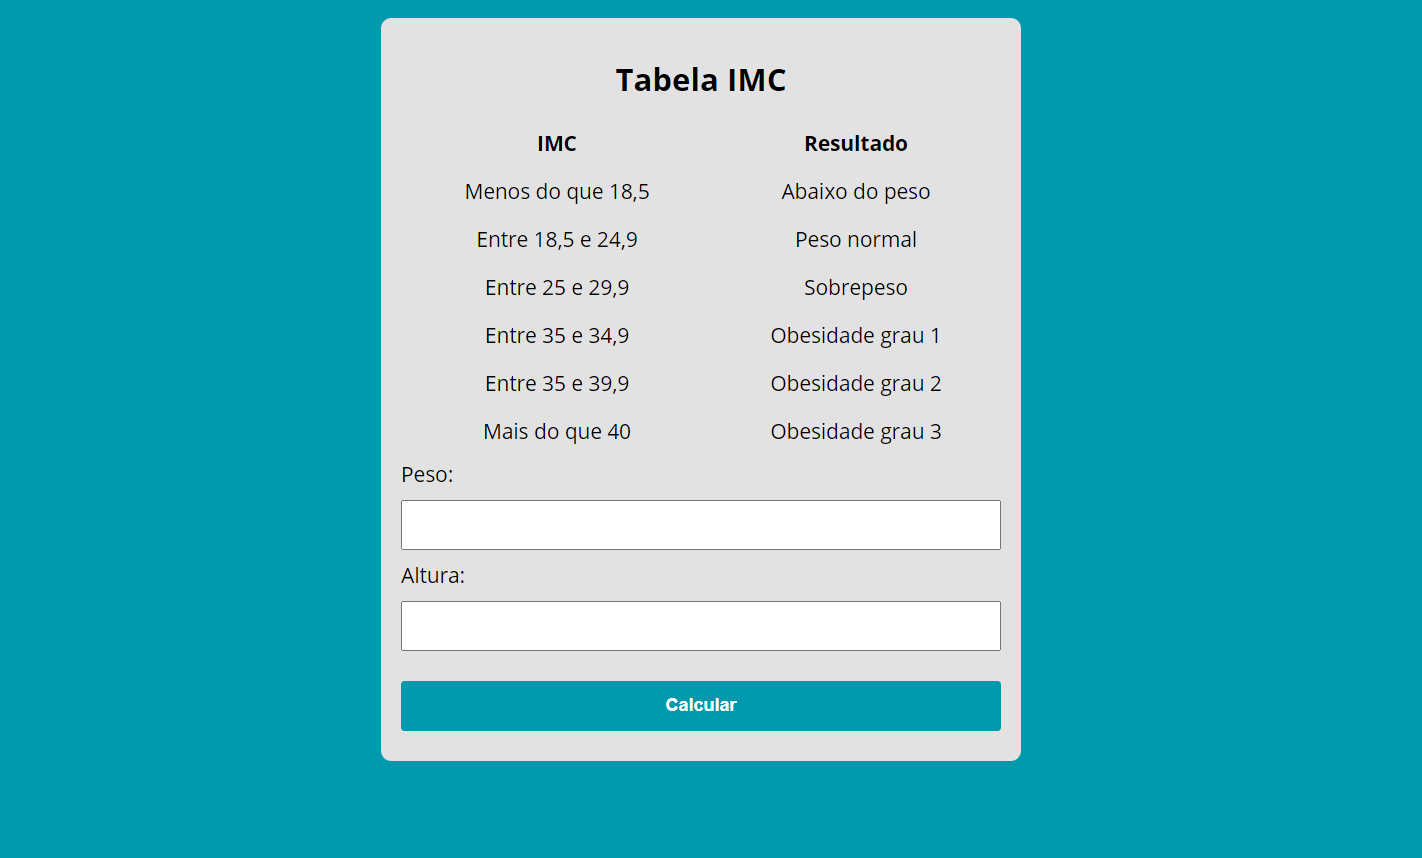 Tabela IMC
IMC Resultado
Menos do que 18,5 Abaixo do peso
Entre 18,5 e 24,9 Peso normal
Entre 25 e 29,9 Sobrepeso
Entre 35 e 34,9 Obesidade grau 1
Entre 35 e 39,9 Obesidade grau 2
Mais do que 40 Obesidade grau 3
Peso:
Altura:
Calcular